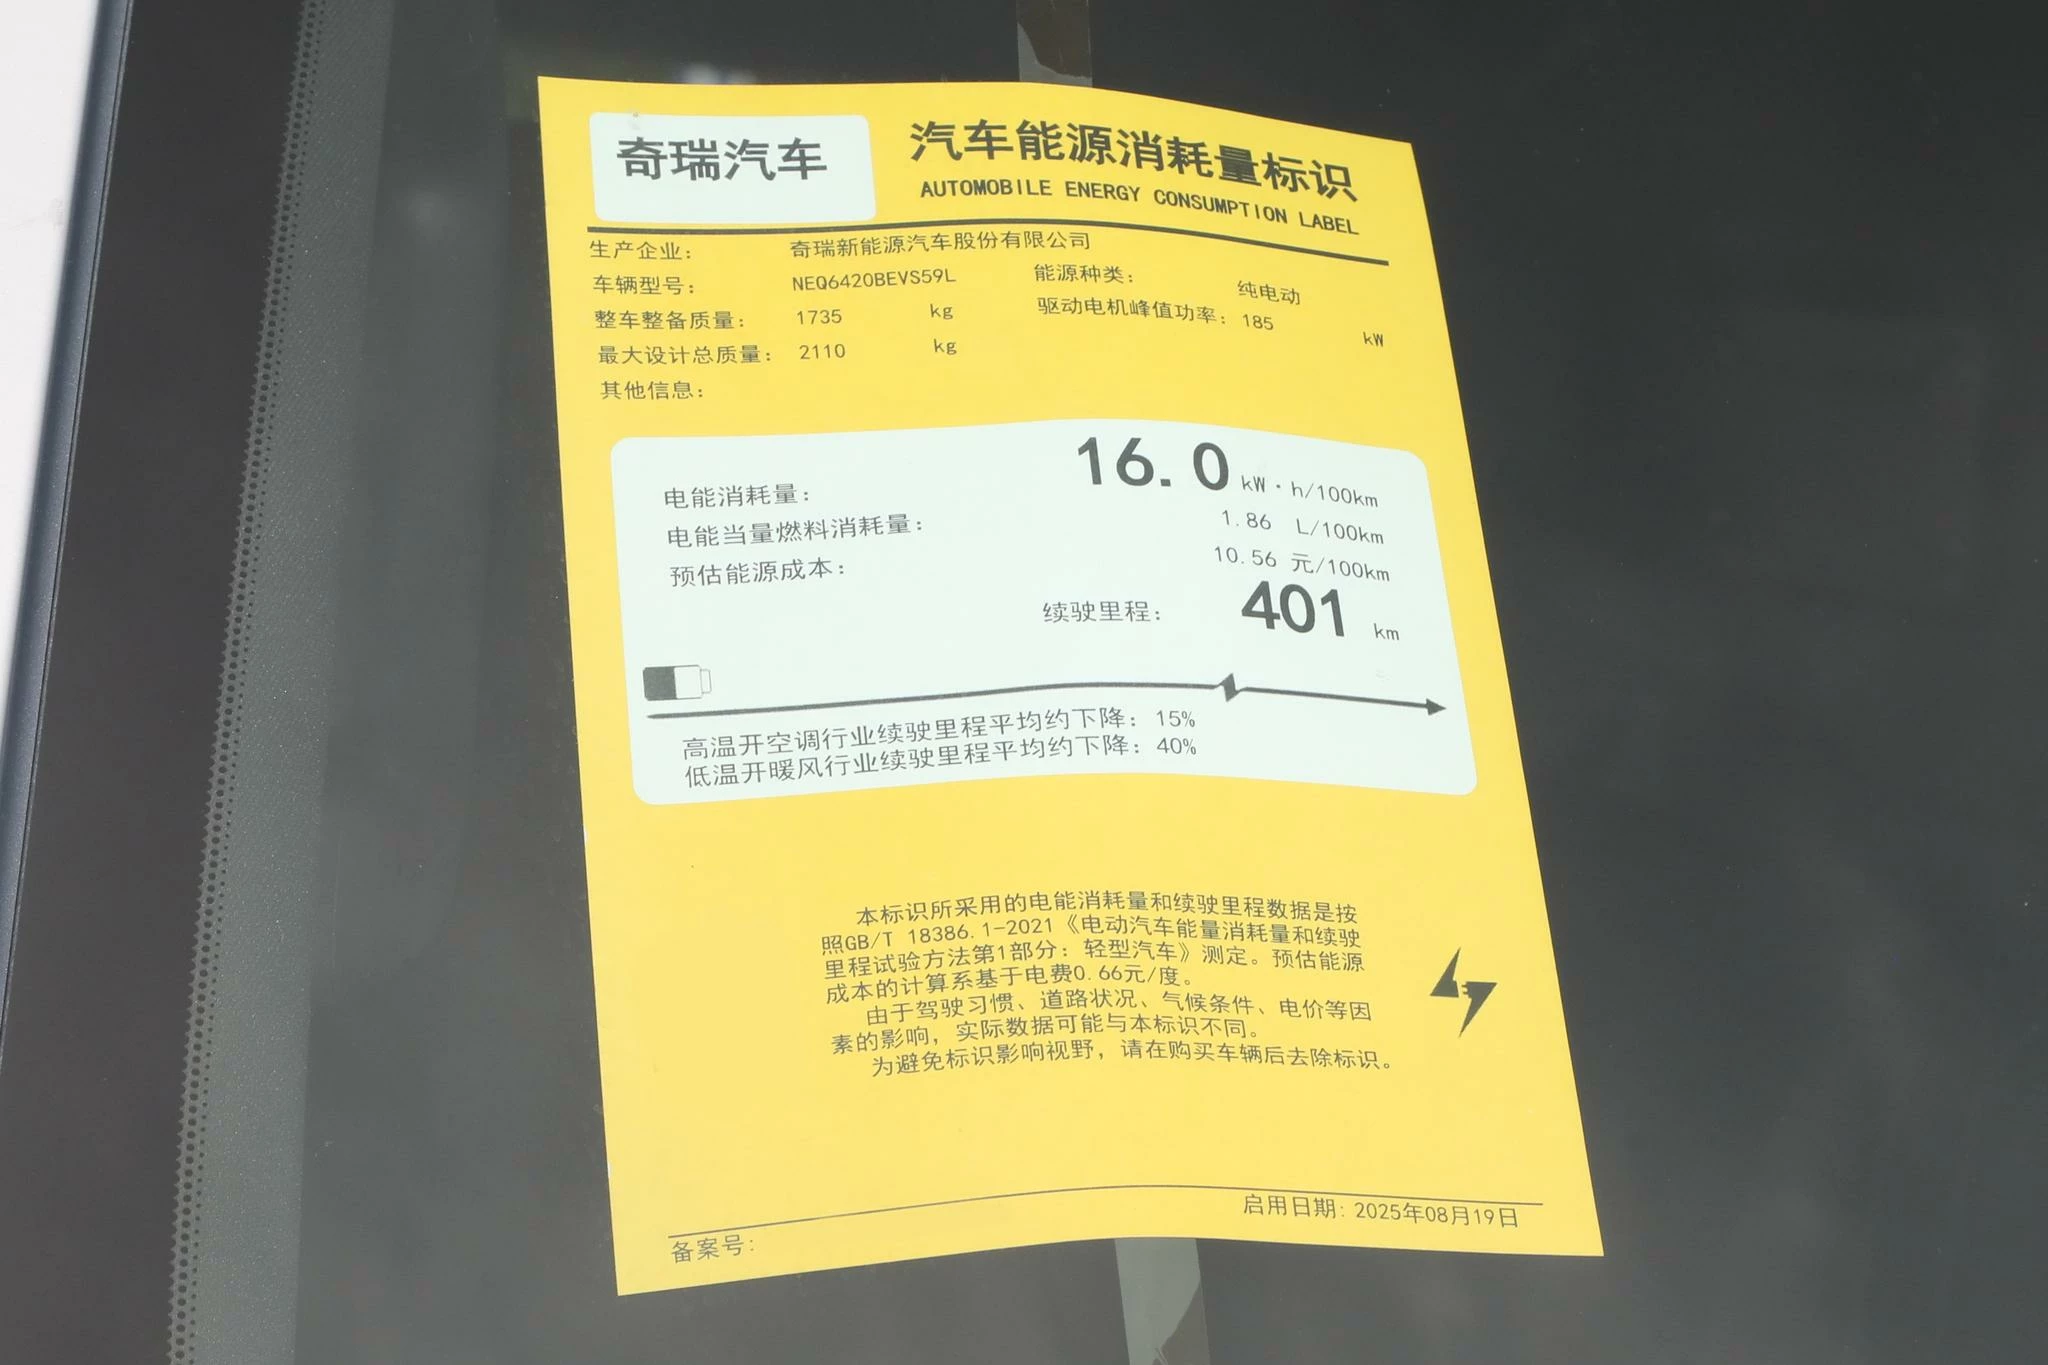 奇瑞汽车
汽车能源消耗量标识
AUTOMOBILE ENERGY CONSUMPTION LABEL
生产企业： 奇瑞新能源汽车股份有限公司
车辆型号： NEQ6420BEVS59L 能源种类： 纯电动
整车整备质量： 1735 kg 驱动电机峰值功率： 185 kW
最大设计总质量： 2110 kg
其他信息：
电能消耗量： 16.0 kW·h/100km
电能当量燃料消耗量： 1.86 L/100km
预估能源成本： 10.56 元/100km
续驶里程： 401 km
高温开空调行业续驶里程平均约下降： 15%
低温开暖风行业续驶里程平均约下降： 40%
本标识所采用的电能消耗量和续驶里程数据是按
照GB/T 18386.1-2021《电动汽车能量消耗量和续驶
里程试验方法第1部分：轻型汽车》测定。预估能源
成本的计算系基于电费0.66元/度。
由于驾驶习惯、道路状况、气候条件、电价等因
素的影响，实际数据可能与本标识不同。
为避免标识影响视野，请在购买车辆后去除标识。
启用日期：2025年08月19日
备案号：